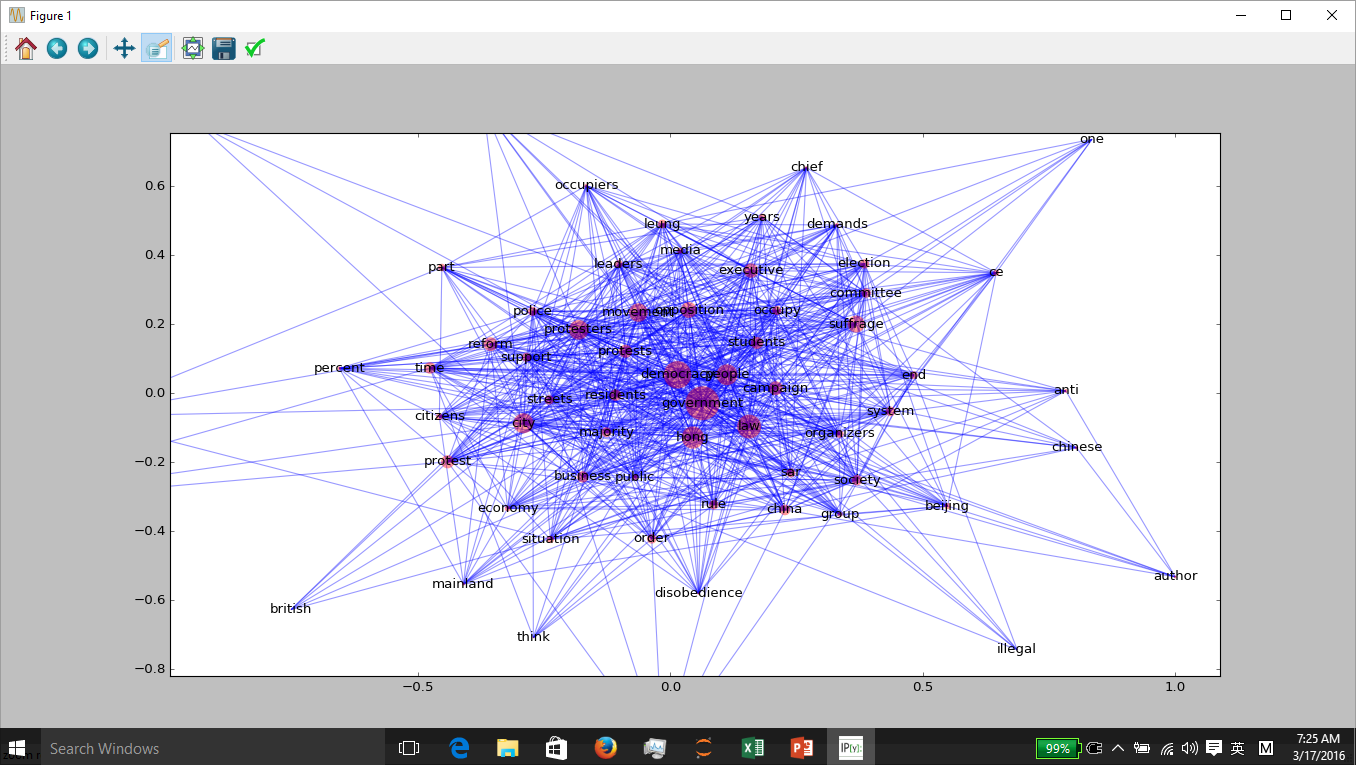 Figure 1
one
chief
0.6
occupiers
leung
years
demands
0.4
media
part
leaders
executive
election
ce
committee
0.2
police
movement
opposition
occupy
protesters
suffrage
reform
support
protests
students
percent
time
democracy
people
end
0.0
streets
residents
government
campaign
anti
citizens
city
majority
hong
law
organizers
system
chinese
−0.2
protest
business
public
sar
society
economy
rule
china
group
beijing
−0.4
situation
order
mainland
disobedience
author
−0.6
british
think
illegal
−0.8
−0.5
0.0
0.5
1.0
Search Windows
IP[y]:
99%
英
M
7:25 AM
3/17/2016